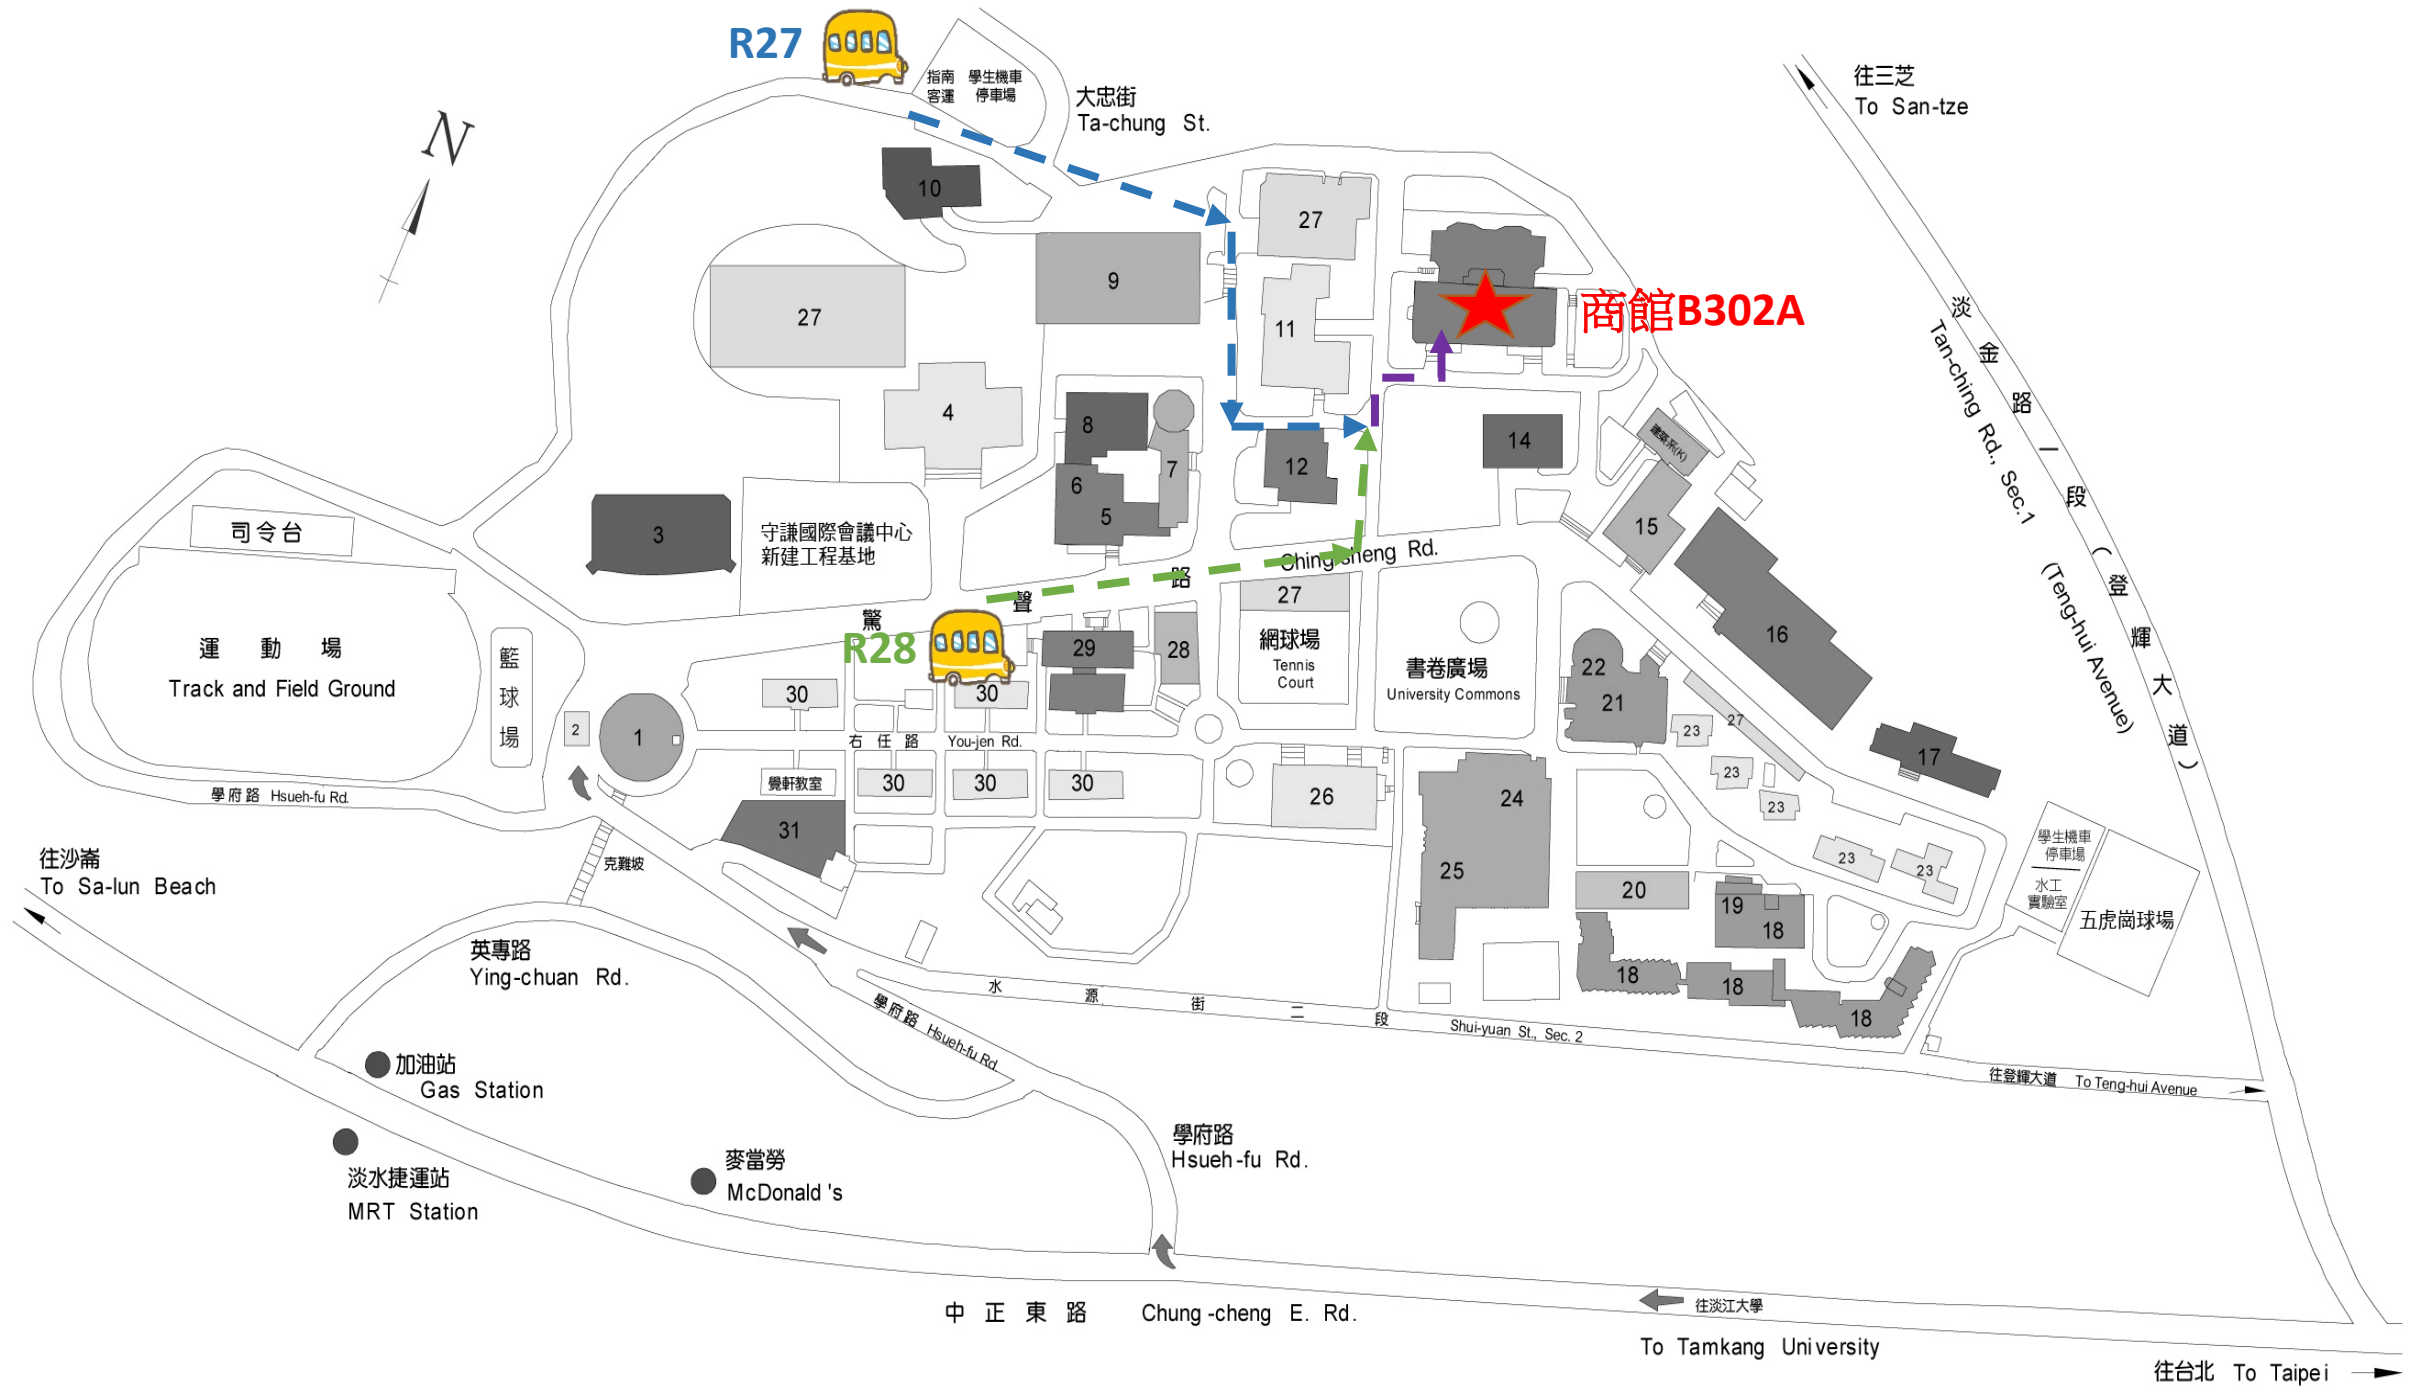 R27
指南 學生機車
客運 停車場
大忠街
Ta-chung St.
往三芝
To San-tze
N
10
27
9
27
11
商館B302A
淡金路一段（登輝大道）
Tan-ching Rd., Sec.1 (Teng-hui Avenue)
4
8
7
6
5
12
14
建築系(K)
15
3
守謙國際會議中心
新建工程基地
司令台
運動場
Track and Field Ground
籃球場
驚聲路 Ching-sheng Rd.
R28
29
28
27
網球場
Tennis
Court
書卷廣場
University Commons
16
22
21
23
27
17
30
30
2
1
右任路 You-jen Rd.
覺軒教室
30
30
30
26
24
23
23
學府路 Hsueh-fu Rd.
31
克難坡
25
20
19
18
23
23
學生機車
停車場
水工
實驗室
五虎崗球場
18
18
18
往沙崙
To Sa-lun Beach
英專路
Ying-chuan Rd.
學府路 Hsueh-fu Rd.
水源街二段 Shui-yuan St., Sec. 2
往登輝大道 To Teng-hui Avenue
加油站
Gas Station
淡水捷運站
MRT Station
麥當勞
McDonald's
學府路
Hsueh-fu Rd.
中正東路 Chung-cheng E. Rd.
往淡江大學
To Tamkang University
往台北 To Taipei